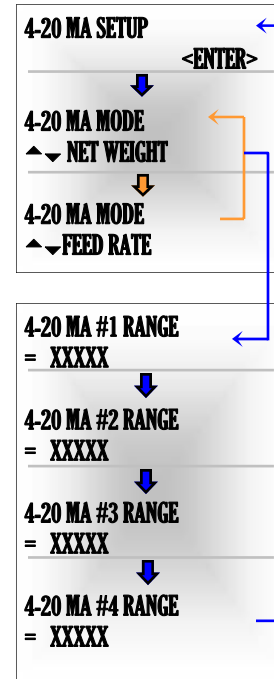 4-20 MA SETUP
<ENTER>
4-20 MA MODE
NET WEIGHT
4-20 MA MODE
FEED RATE
4-20 MA #1 RANGE
= XXXXX
4-20 MA #2 RANGE
= XXXXX
4-20 MA #3 RANGE
= XXXXX
4-20 MA #4 RANGE
= XXXXX